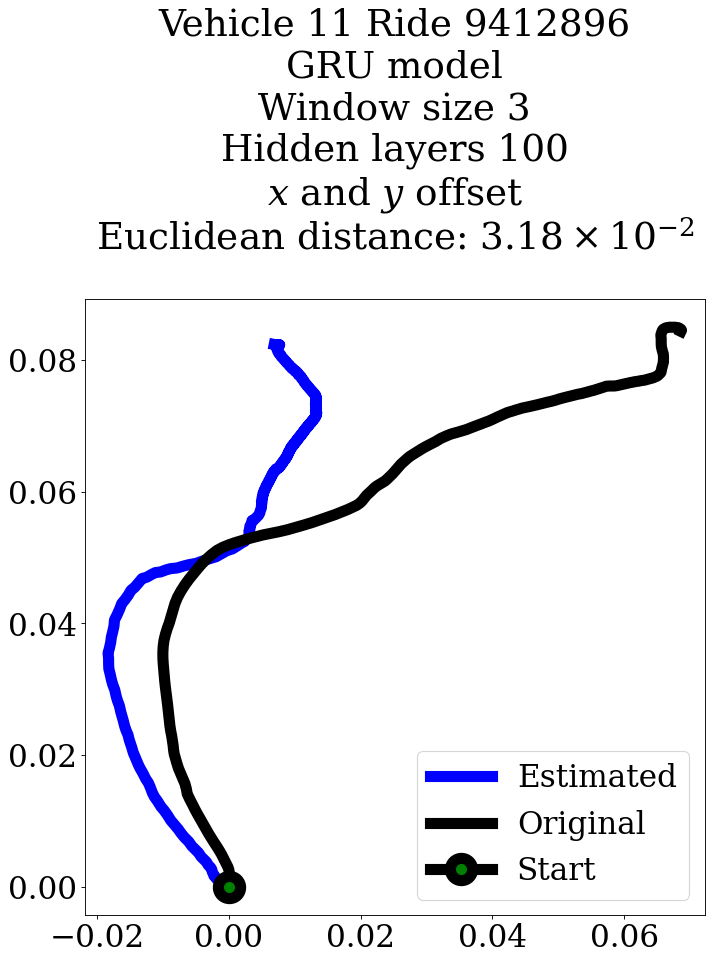 Vehicle 11 Ride 9412896
GRU model
Window size 3
Hidden layers 100
x and y offset
Euclidean distance: 3.18 × 10⁻²
0.08
0.06
0.04
0.02
0.00
Estimated
Original
Start
−0.02 0.00 0.02 0.04 0.06